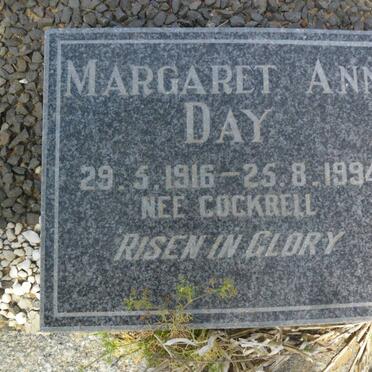 MARGARET ANN
DAY
29.5.1916 – 25.8.1994
NEE COCKRELL
RISEN IN GLORY